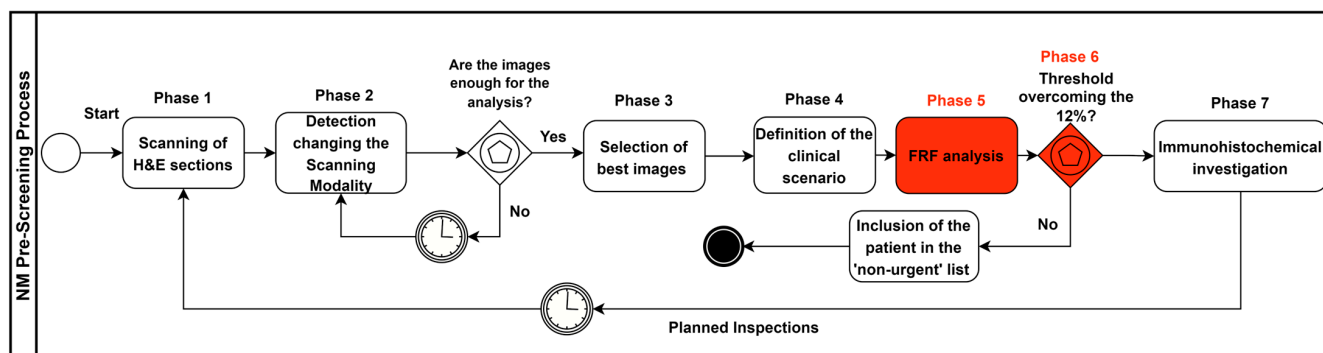 NM Pre-Screening Process
Start
Phase 1
Scanning of
H&E sections
Phase 2
Detection
changing the
Scanning
Modality
Are the images
enough for the
analysis?
Yes
No
Phase 3
Selection of
best images
Phase 4
Definition of the
clinical
scenario
Phase 5
FRF analysis
Phase 6
Threshold
overcoming the
12%?
No
Inclusion of the
patient in the
'non-urgent' list
Phase 7
Immunohistochemical
investigation
Planned Inspections